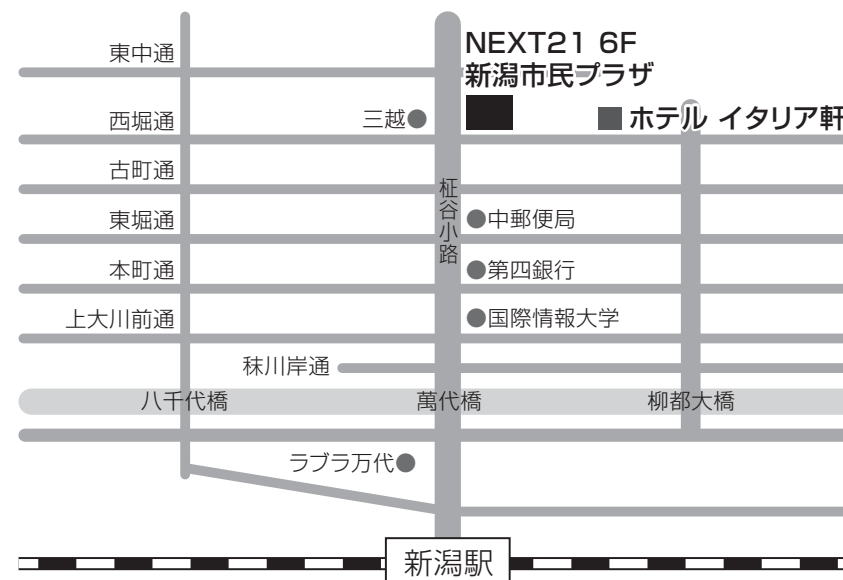 東中通
NEXT21 6F
新潟市民プラザ
西堀通
三越●
■ホテル イタリア軒
古町通
柾谷小路
東堀通
●中郵便局
本町通
●第四銀行
上大川前通
●国際情報大学
秣川岸通
八千代橋
萬代橋
柳都大橋
ラブラ万代●
新潟駅